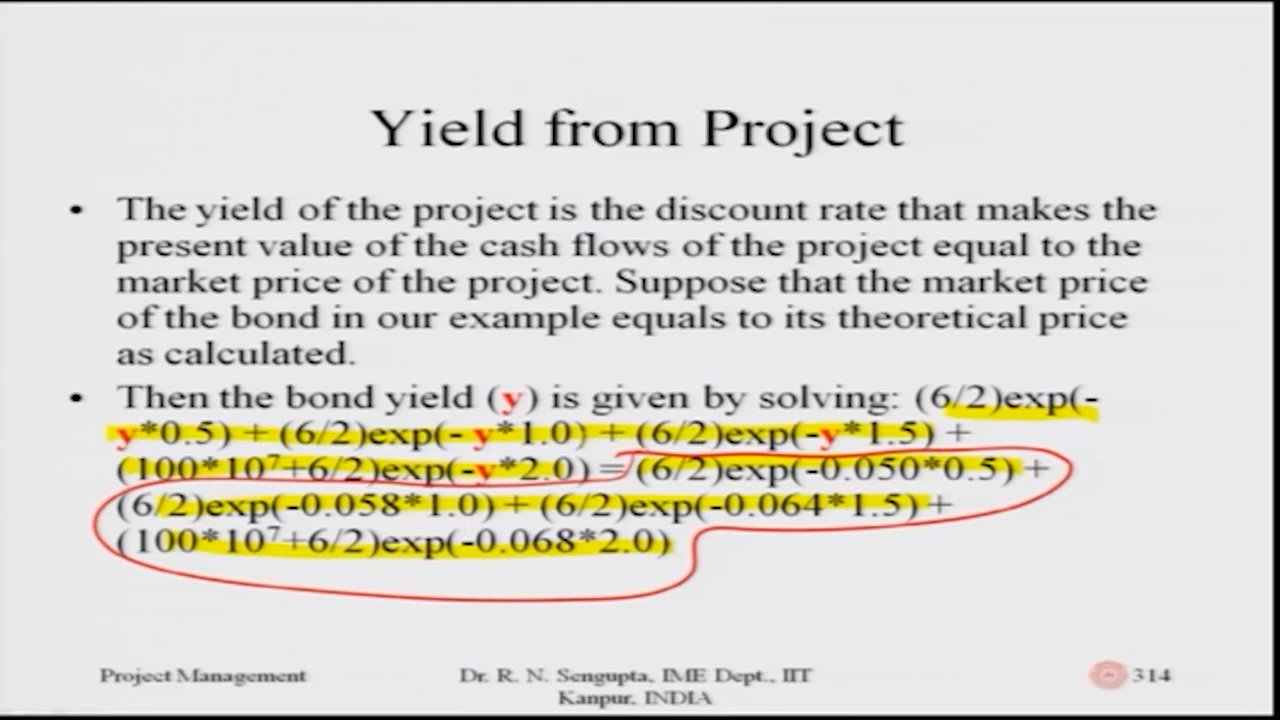 Yield from Project
• The yield of the project is the discount rate that makes the
present value of the cash flows of the project equal to the
market price of the project. Suppose that the market price
of the bond in our example equals to its theoretical price
as calculated.
• Then the bond yield (y) is given by solving: (6/2)exp(-
y*0.5) + (6/2)exp(- y*1.0) + (6/2)exp(-y*1.5) +
(100*10⁷+6/2)exp(-y*2.0) = (6/2)exp(-0.050*0.5) +
(6/2)exp(-0.058*1.0) + (6/2)exp(-0.064*1.5) +
(100*10⁷+6/2)exp(-0.068*2.0)
Project Management
Dr. R. N. Sengupta, IME Dept., IIT
Kanpur, INDIA
314